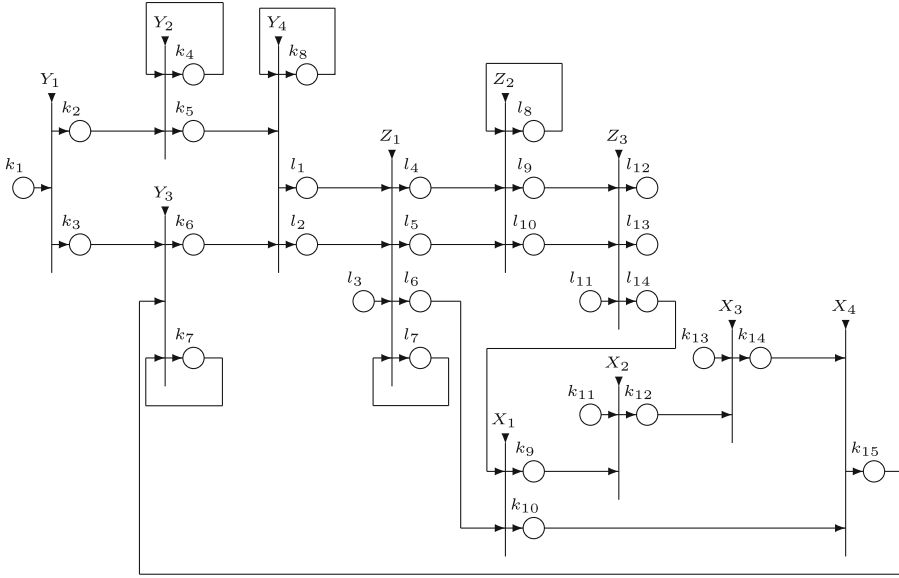 Y₂ Y₄
k₄ k₈
Y₁ Z₂
k₂ k₅ l₈
Z₁ Z₃
k₁ l₁ l₄ l₉ l₁₂
Y₃
k₃ k₆ l₂ l₅ l₁₀ l₁₃
l₃ l₆ l₁₁ l₁₄
X₃ X₄
k₇ l₇ k₁₃ k₁₄
X₂
k₁₁ k₁₂
X₁
k₉ k₁₅
k₁₀